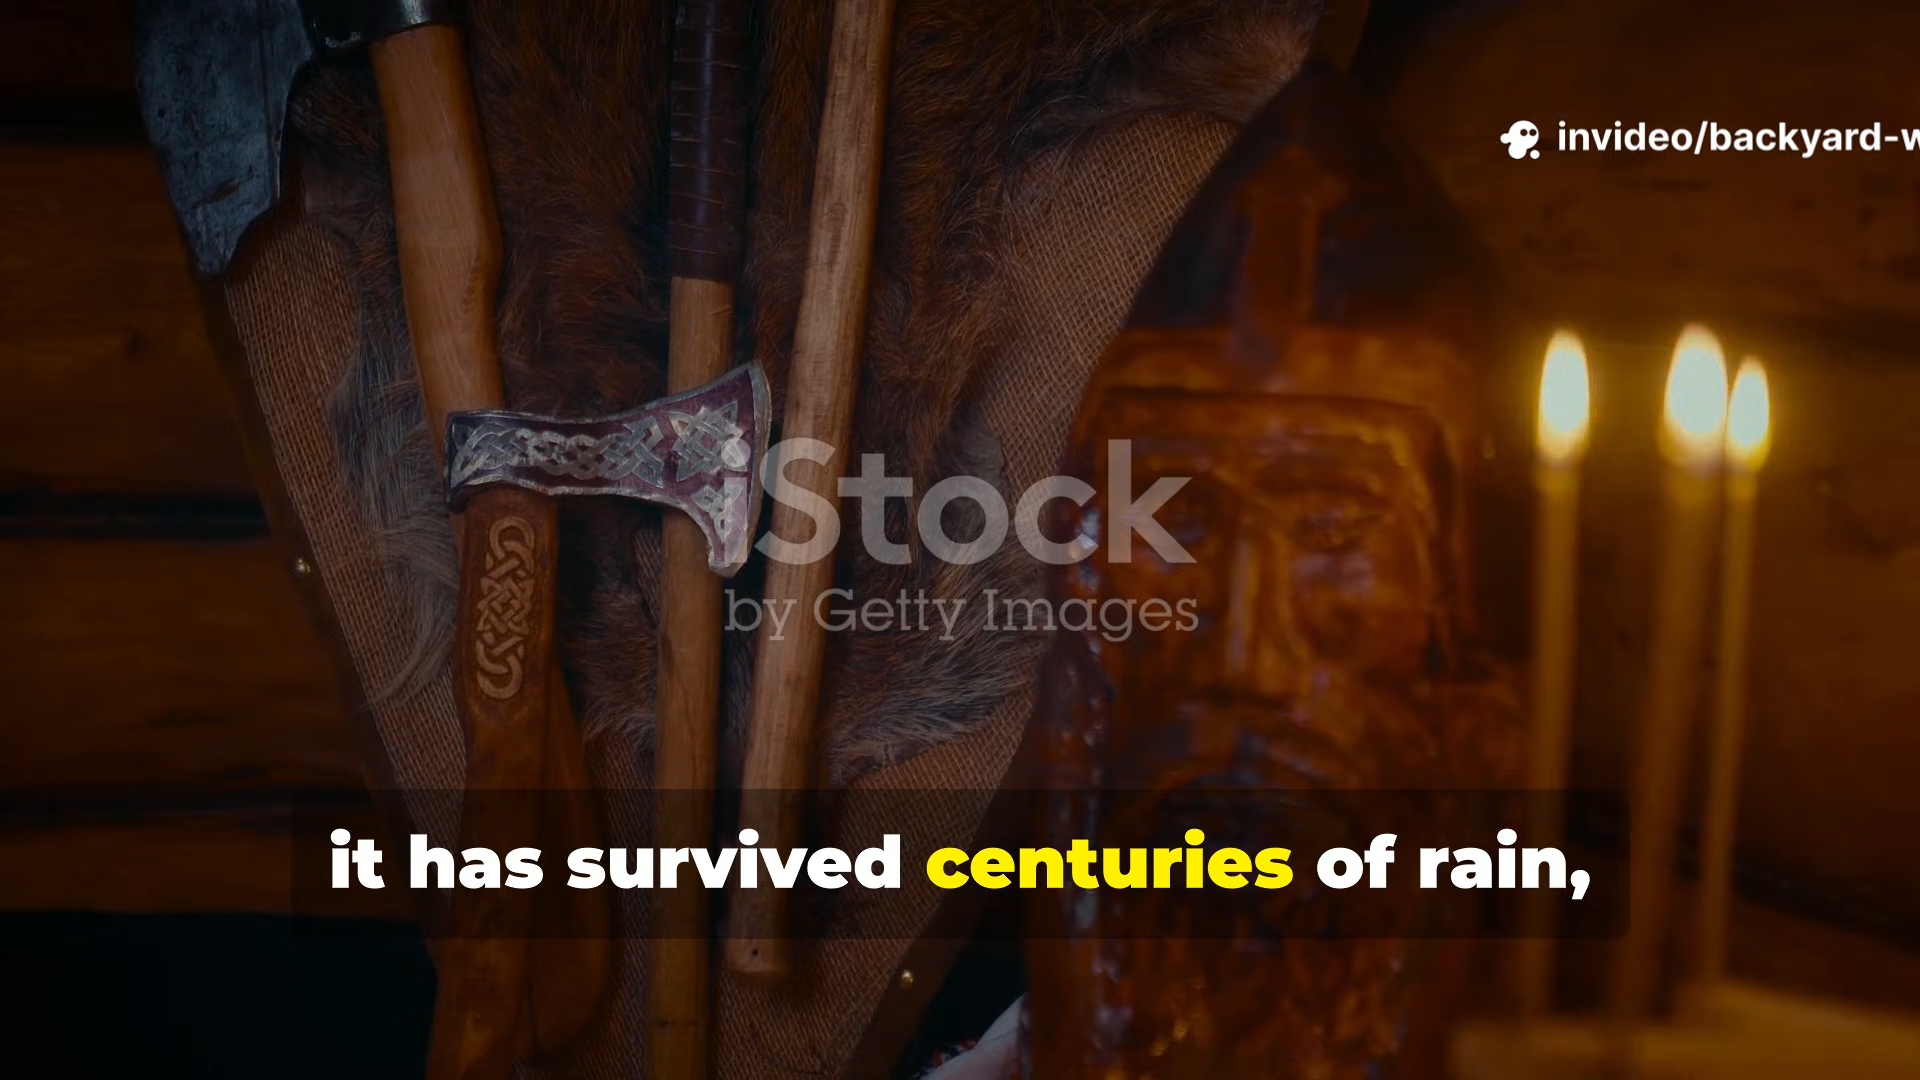 invideo/backyard-w
iStock
by Getty Images
it has survived centuries of rain,